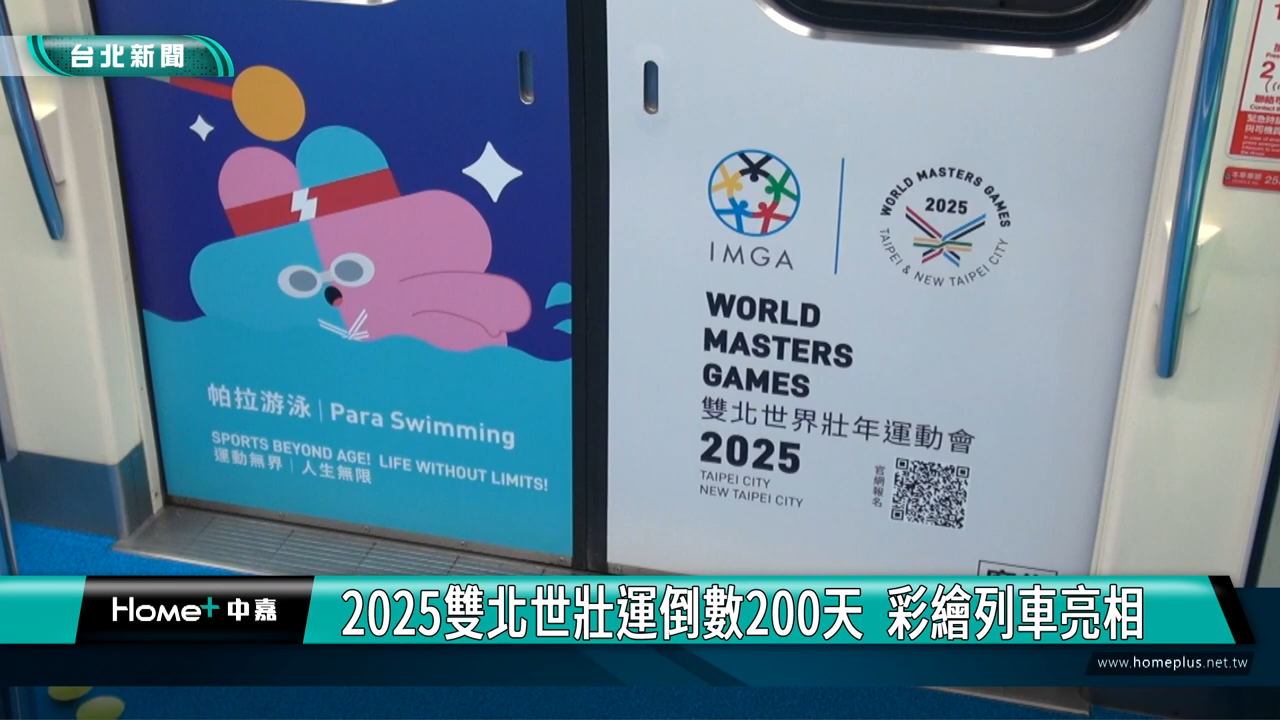 台北新聞
帕拉游泳 | Para Swimming
SPORTS BEYOND AGE! LIFE WITHOUT LIMITS!
運動無界 | 人生無限
IMGA
WORLD MASTERS GAMES
2025
TAIPEI & NEW TAIPEI CITY
WORLD
MASTERS
GAMES
雙北世界壯年運動會
2025
TAIPEI CITY
NEW TAIPEI CITY
官網報名
Home+ 中嘉
2025雙北世壯運倒數200天 彩繪列車亮相
www.homeplus.net.tw